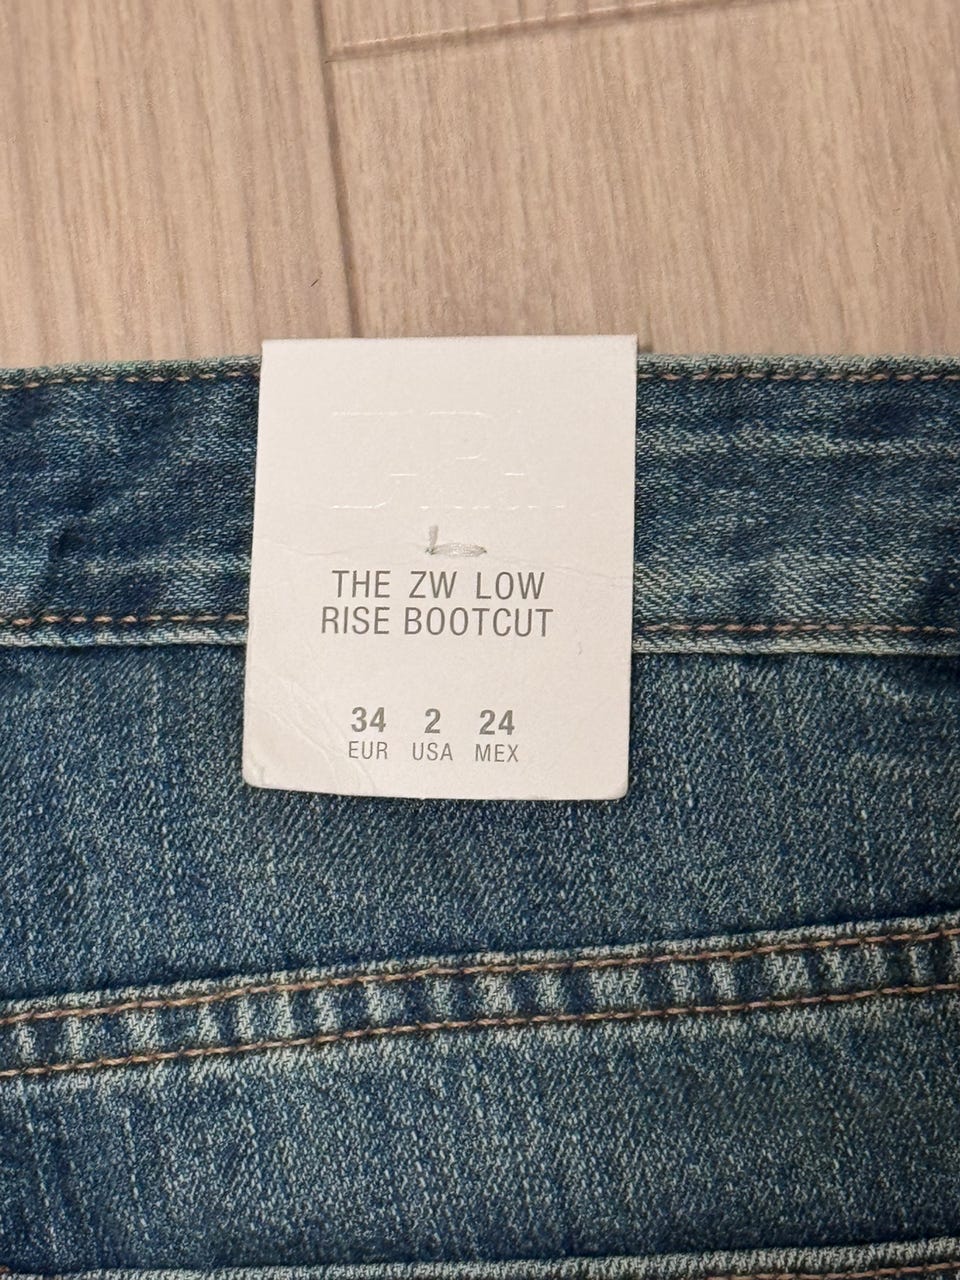 THE ZW LOW
RISE BOOTCUT
34 2 24
EUR USA MEX